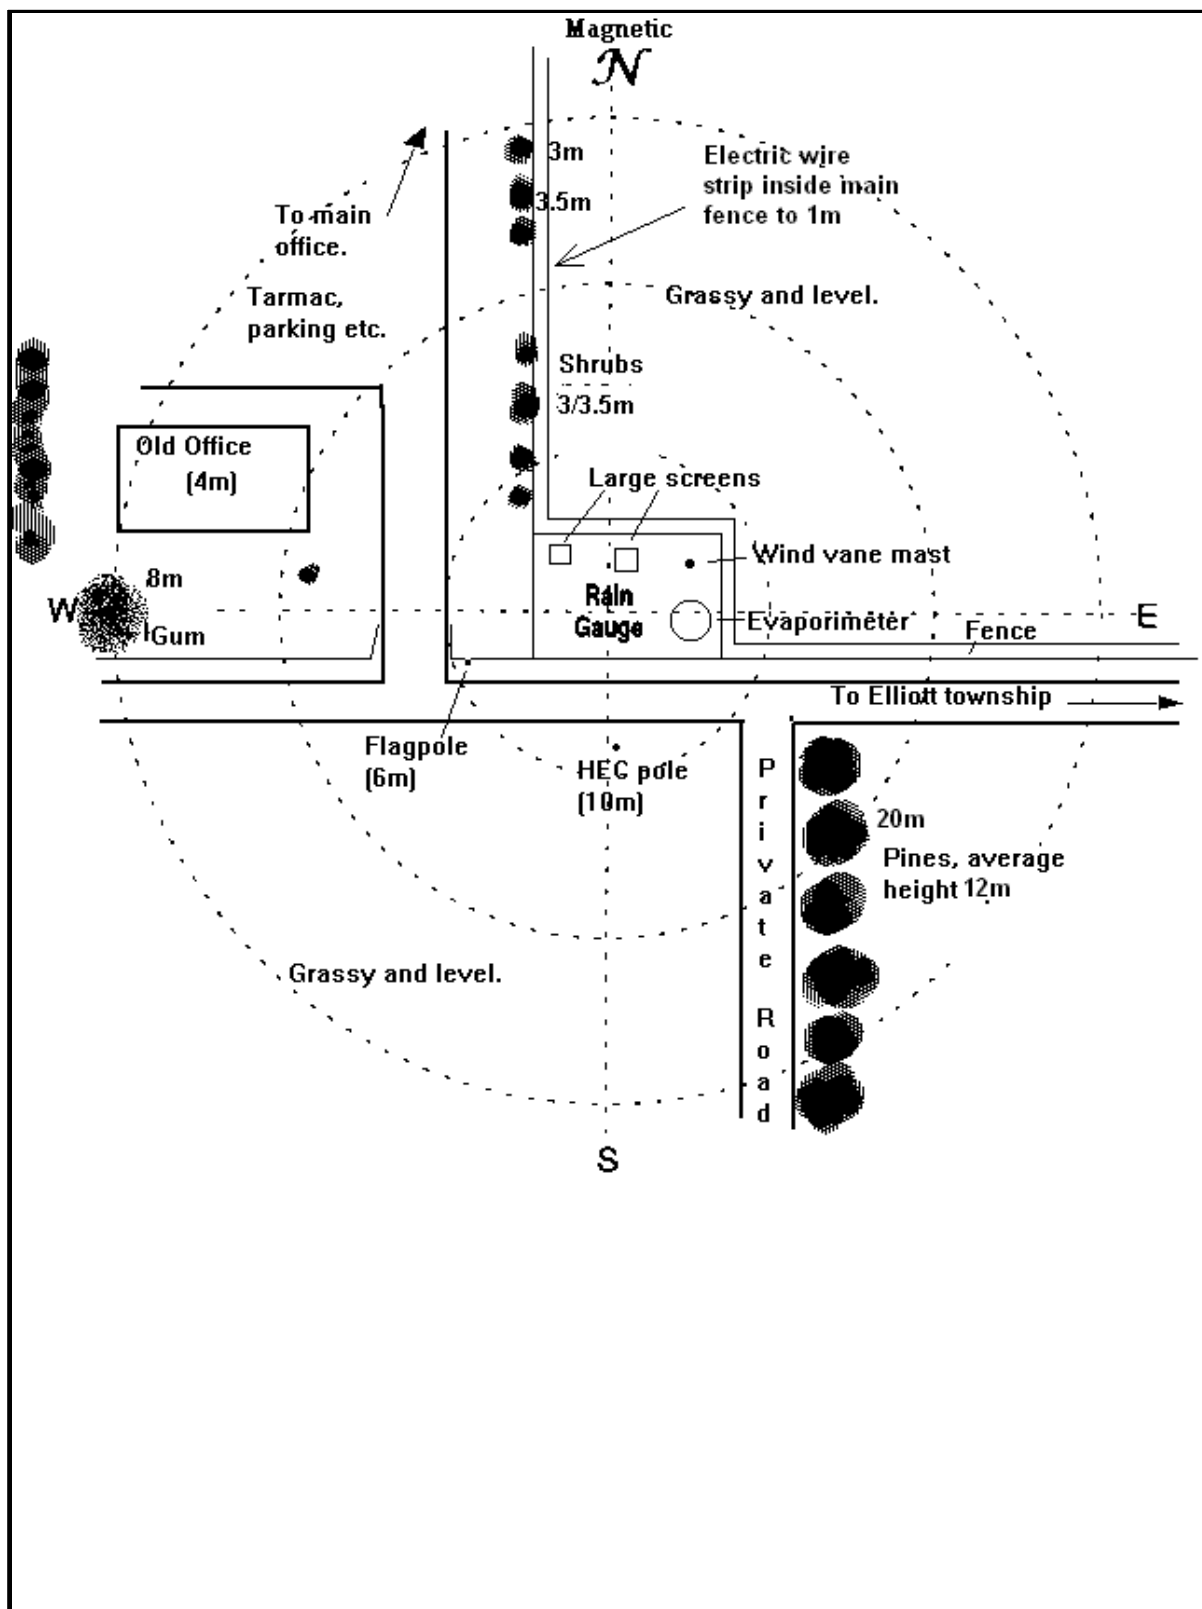 Magnetic
N
3m
3.5m
Electric wire
strip inside main
fence to 1m
To main
office.
Tarmac,
parking etc.
Grassy and level.
Shrubs
3/3.5m
Old Office
(4m)
Large screens
Wind vane mast
8m
Gum
W
Rain
Gauge
Evaporimeter
E
Fence
To Elliott township
Flagpole
(6m)
HEC pole
(10m)
Private Road
20m
Pines, average
height 12m
Grassy and level.
S